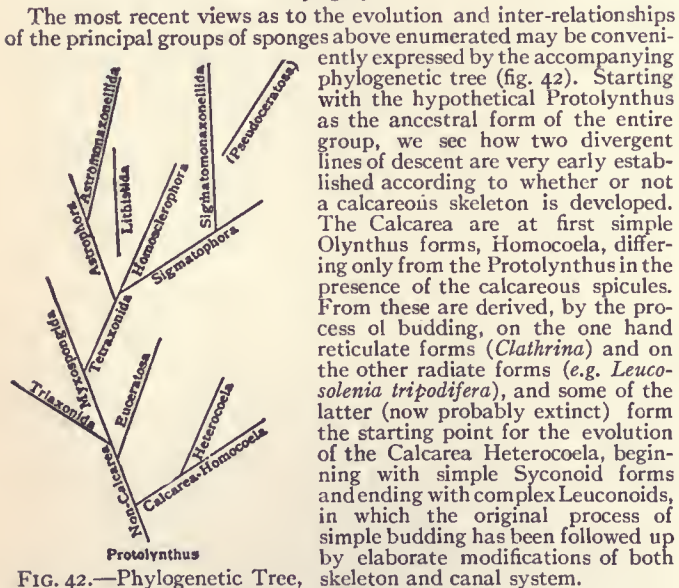 The most recent views as to the evolution and inter-relationships
of the principal groups of sponges above enumerated may be conveni-
ently expressed by the accompanying
phylogenetic tree (fig. 42). Starting
with the hypothetical Protolynthus
as the ancestral form of the entire
group, we see how two divergent
lines of descent are very early estab-
lished according to whether or not
a calcareous skeleton is developed.
The Calcarea are at first simple
Olynthus forms, Homocoela, differ-
ing only from the Protolynthus in the
presence of the calcareous spicules.
From these are derived, by the pro-
cess of budding, on the one hand
reticulate forms (Clathrina) and on
the other radiate forms (e.g. Leuco-
solenia tripodifera), and some of the
latter (now probably extinct) form
the starting point for the evolution
of the Calcarea Heterocoela, begin-
ning with simple Syconoid forms
and ending with complex Leuconoids,
in which the original process of
simple budding has been followed up
by elaborate modifications of both
skeleton and canal system.
Astromonaxonellida
Sigmatomonaxonellida
(Pseudoceratosa)
Lithistida
Astrophora
Homosclerophora
Sigmatophora
Tetraxonida
Myxospongida
Euceratosa
Triaxonida
Heterocoela
Non-Calcarea
Calcarea-Homocoela
Protolynthus
FIG. 42.—Phylogenetic Tree,